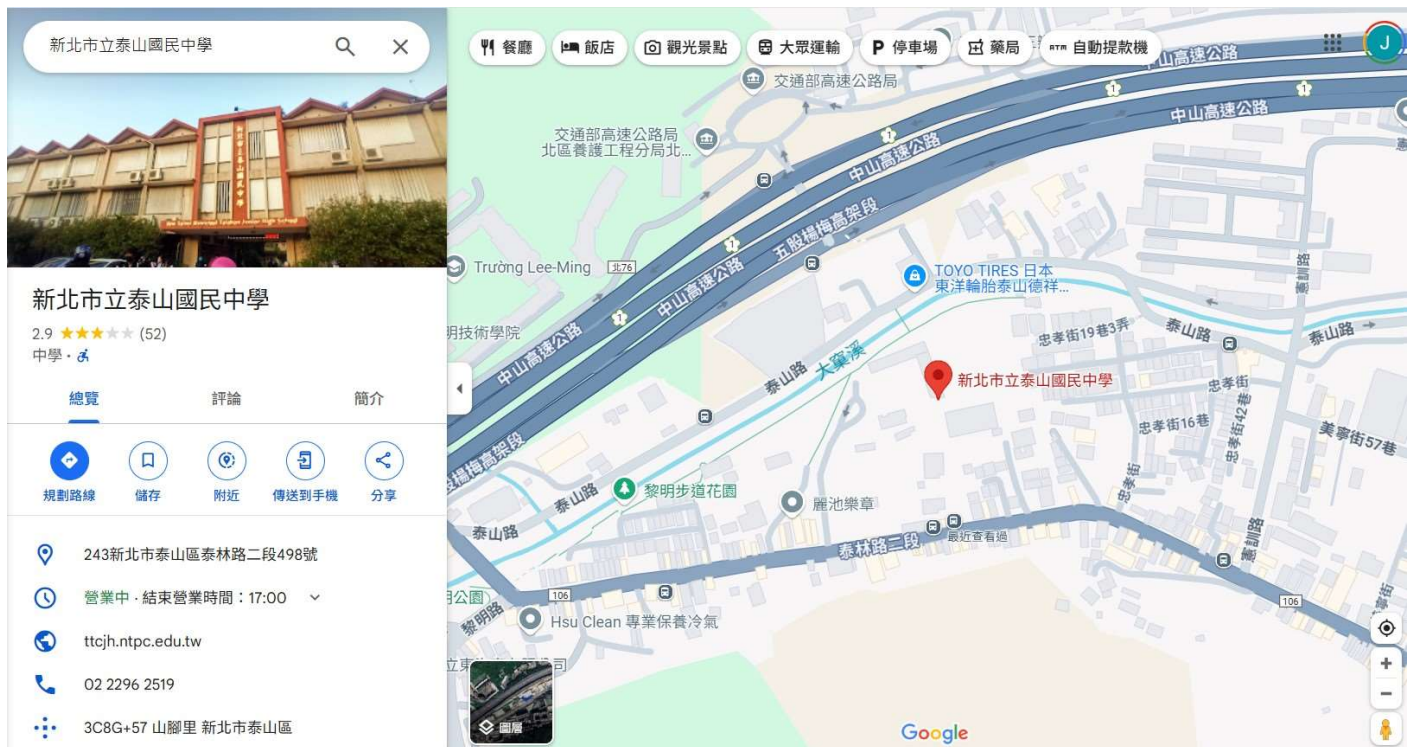 新北市立泰山國民中學
新北市立泰山國民中學
2.9
(52)
中學
總覽
評論
簡介
規劃路線
儲存
附近
傳送到手機
分享
243新北市泰山區泰林路二段498號
營業中 · 結束營業時間：17:00
ttcjh.ntpc.edu.tw
02 2296 2519
3C8G+57 山腳里 新北市泰山區
餐廳
飯店
觀光景點
大眾運輸
P 停車場
藥局
ATM 自動提款機
J
交通部高速公路局
中山高速公路
1
1
中山高速公路
交通部高速公路局
北區養護工程分局北...
1
中山高速公路
1
五股楊梅高架段
中山高速公路
Trường Lee-Ming
北76
1
中山高速公路
明技術學院
TOYO TIRES 日本
東洋輪胎泰山德祥...
憲訓路
忠孝街19巷3弄
泰山路
泰山路
泰山路
大窠溪
新北市立泰山國民中學
忠孝街
忠孝街42巷
忠孝街16巷
美寧街57巷
股楊梅高架段
泰山路
黎明步道花園
麗池樂章
忠孝街
泰山路
泰林路二段
最近查看過
憲訓路
106
106
黎明路
Hsu Clean 專業保養冷氣
圖層
Google